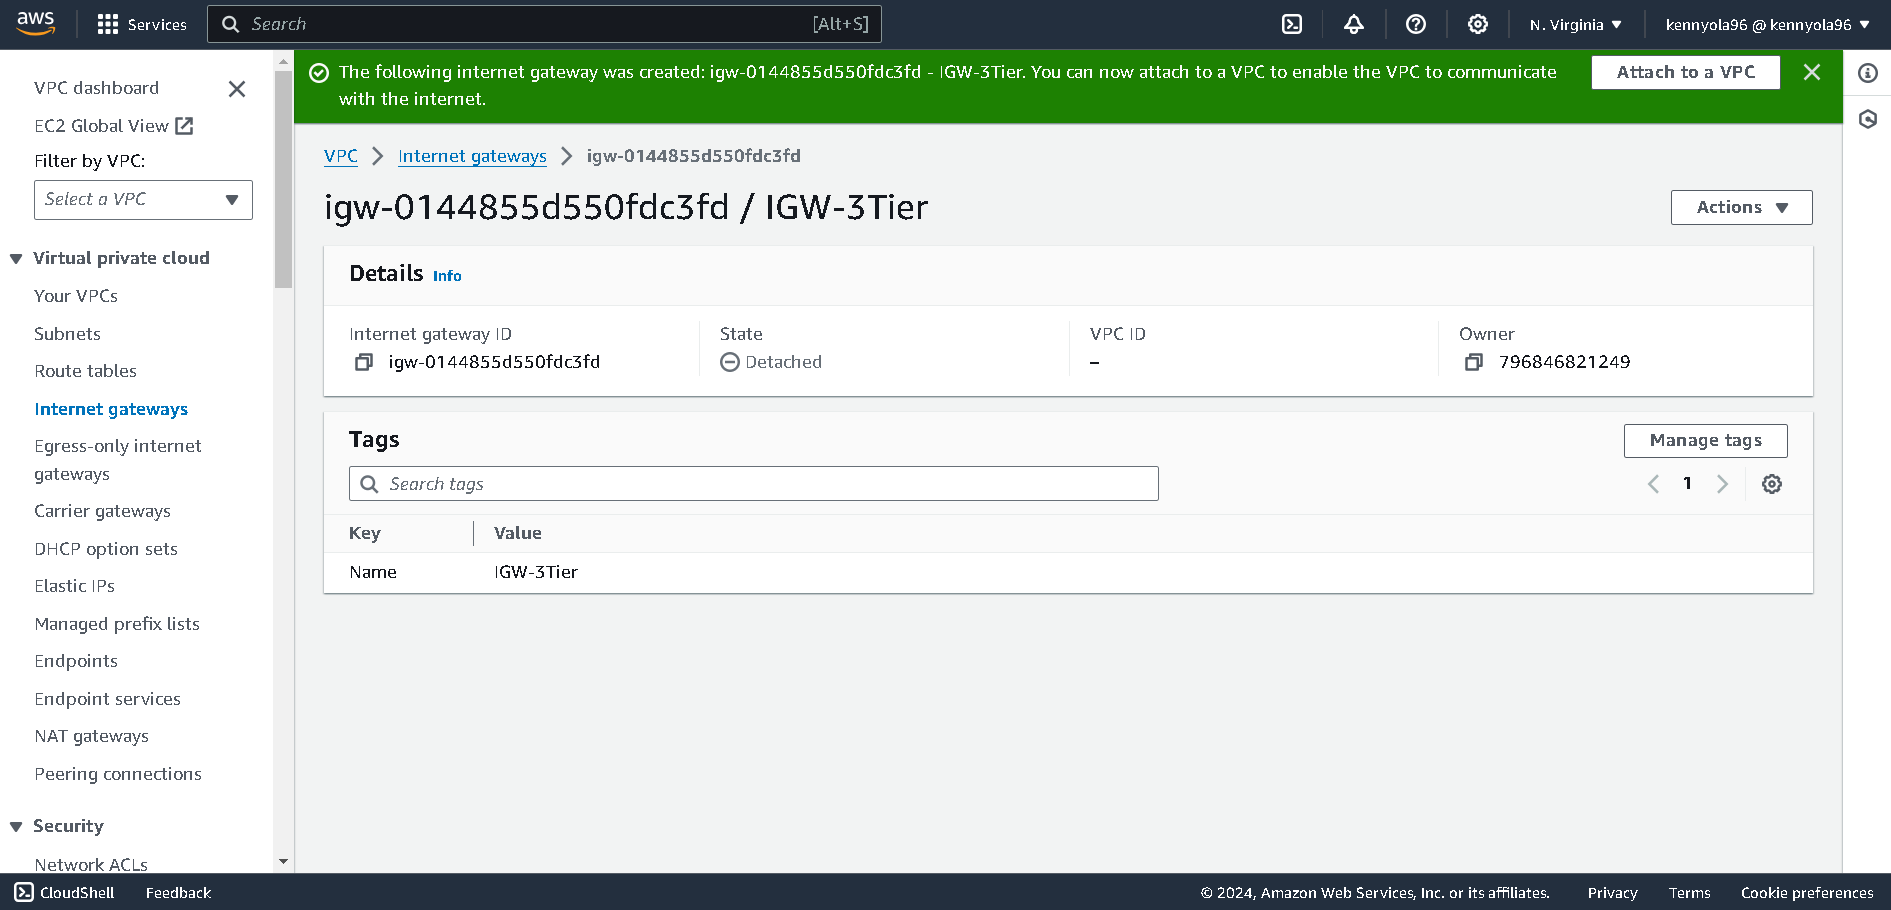 aws
Services
Search
[Alt+S]
N. Virginia
kennyola96 @ kennyola96
VPC dashboard
EC2 Global View
Filter by VPC:
Select a VPC
Virtual private cloud
Your VPCs
Subnets
Route tables
Internet gateways
Egress-only internet
gateways
Carrier gateways
DHCP option sets
Elastic IPs
Managed prefix lists
Endpoints
Endpoint services
NAT gateways
Peering connections
Security
Network ACLs
The following internet gateway was created: igw-0144855d550fdc3fd - IGW-3Tier. You can now attach to a VPC to enable the VPC to communicate
with the internet.
Attach to a VPC
VPC
Internet gateways
igw-0144855d550fdc3fd
igw-0144855d550fdc3fd / IGW-3Tier
Actions
Details Info
Internet gateway ID
igw-0144855d550fdc3fd
State
Detached
VPC ID
–
Owner
796846821249
Tags
Manage tags
Search tags
1
Key
Value
Name
IGW-3Tier
CloudShell
Feedback
© 2024, Amazon Web Services, Inc. or its affiliates.
Privacy
Terms
Cookie preferences